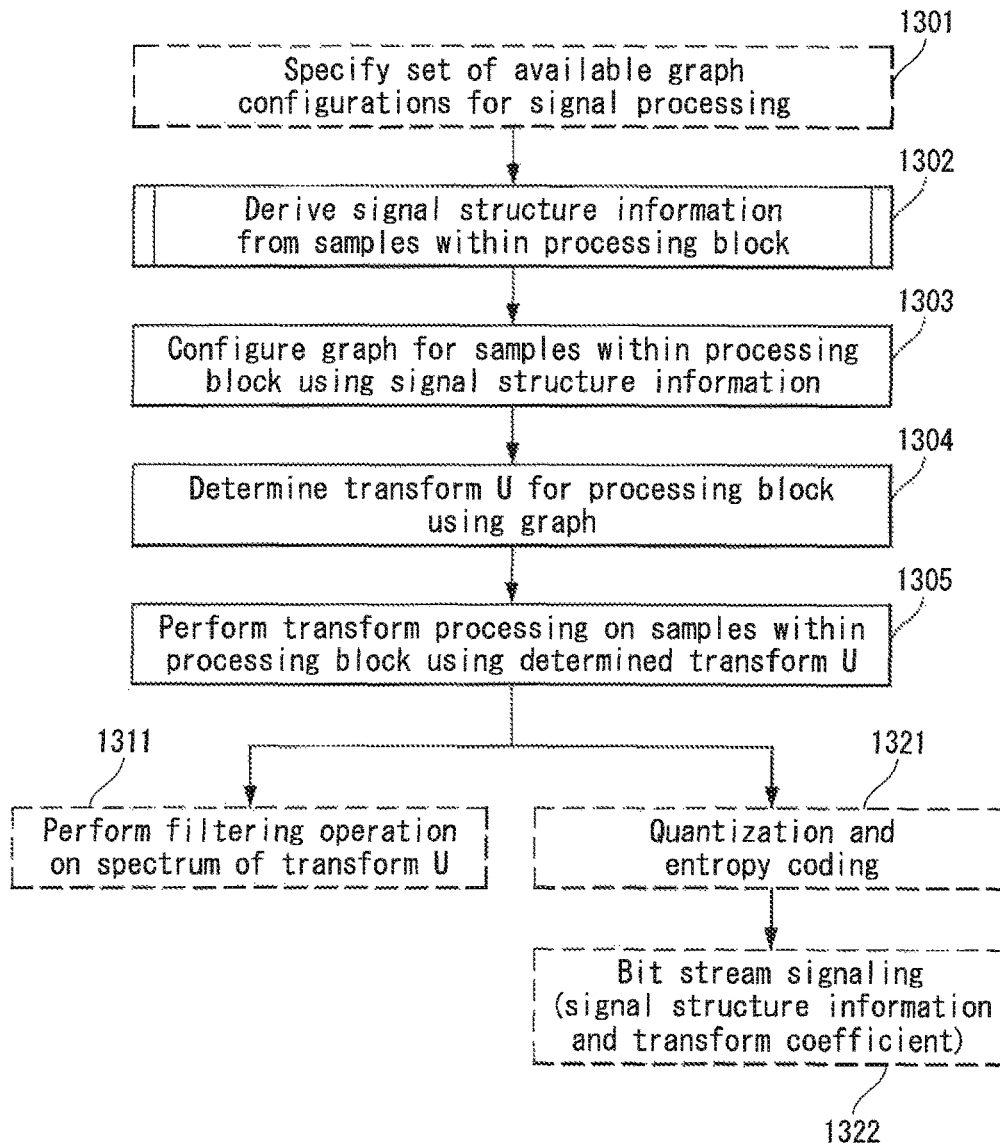 1301
Specify set of available graph
configurations for signal processing
1302
Derive signal structure information
from samples within processing block
1303
Configure graph for samples within processing
block using signal structure information
1304
Determine transform U for processing block
using graph
1305
Perform transform processing on samples within
processing block using determined transform U
1311
Perform filtering operation
on spectrum of transform U
1321
Quantization and
entropy coding
Bit stream signaling
(signal structure information
and transform coefficient)
1322